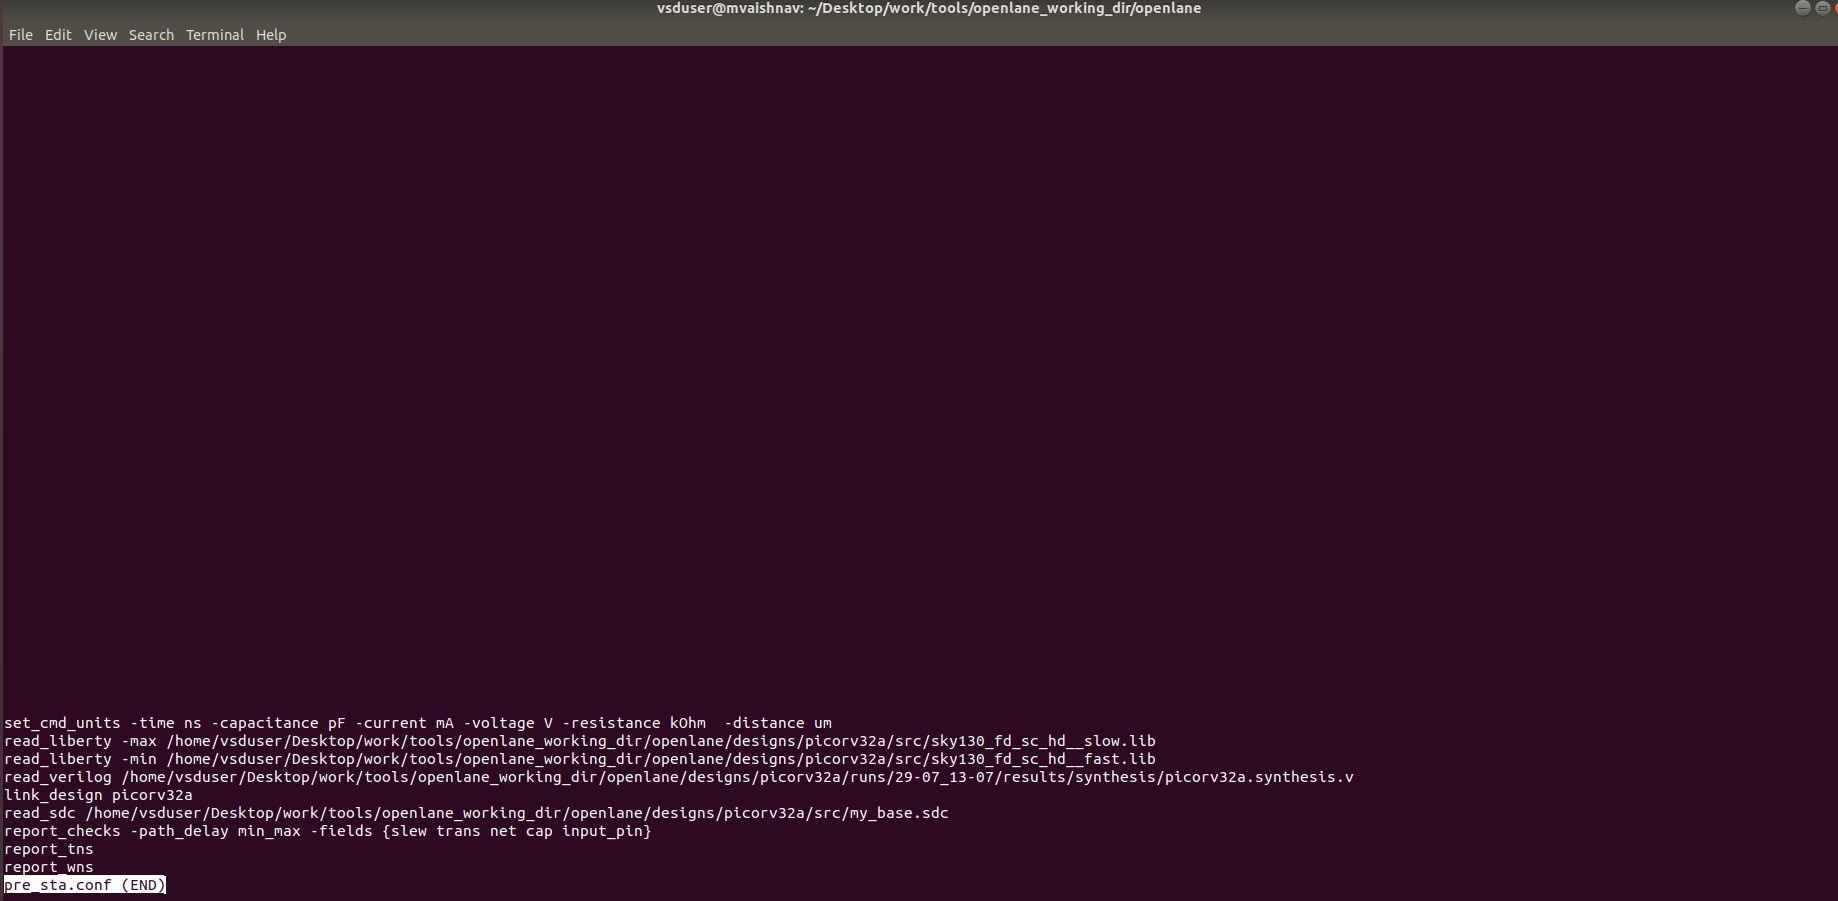 vsduser@mvaishnav: ~/Desktop/work/tools/openlane_working_dir/openlane
File Edit View Search Terminal Help
set_cmd_units -time ns -capacitance pF -current mA -voltage V -resistance kOhm  -distance um
read_liberty -max /home/vsduser/Desktop/work/tools/openlane_working_dir/openlane/designs/picorv32a/src/sky130_fd_sc_hd__slow.lib
read_liberty -min /home/vsduser/Desktop/work/tools/openlane_working_dir/openlane/designs/picorv32a/src/sky130_fd_sc_hd__fast.lib
read_verilog /home/vsduser/Desktop/work/tools/openlane_working_dir/openlane/designs/picorv32a/runs/29-07_13-07/results/synthesis/picorv32a.synthesis.v
link_design picorv32a
read_sdc /home/vsduser/Desktop/work/tools/openlane_working_dir/openlane/designs/picorv32a/src/my_base.sdc
report_checks -path_delay min_max -fields {slew trans net cap input_pin}
report_tns
report_wns
pre_sta.conf (END)